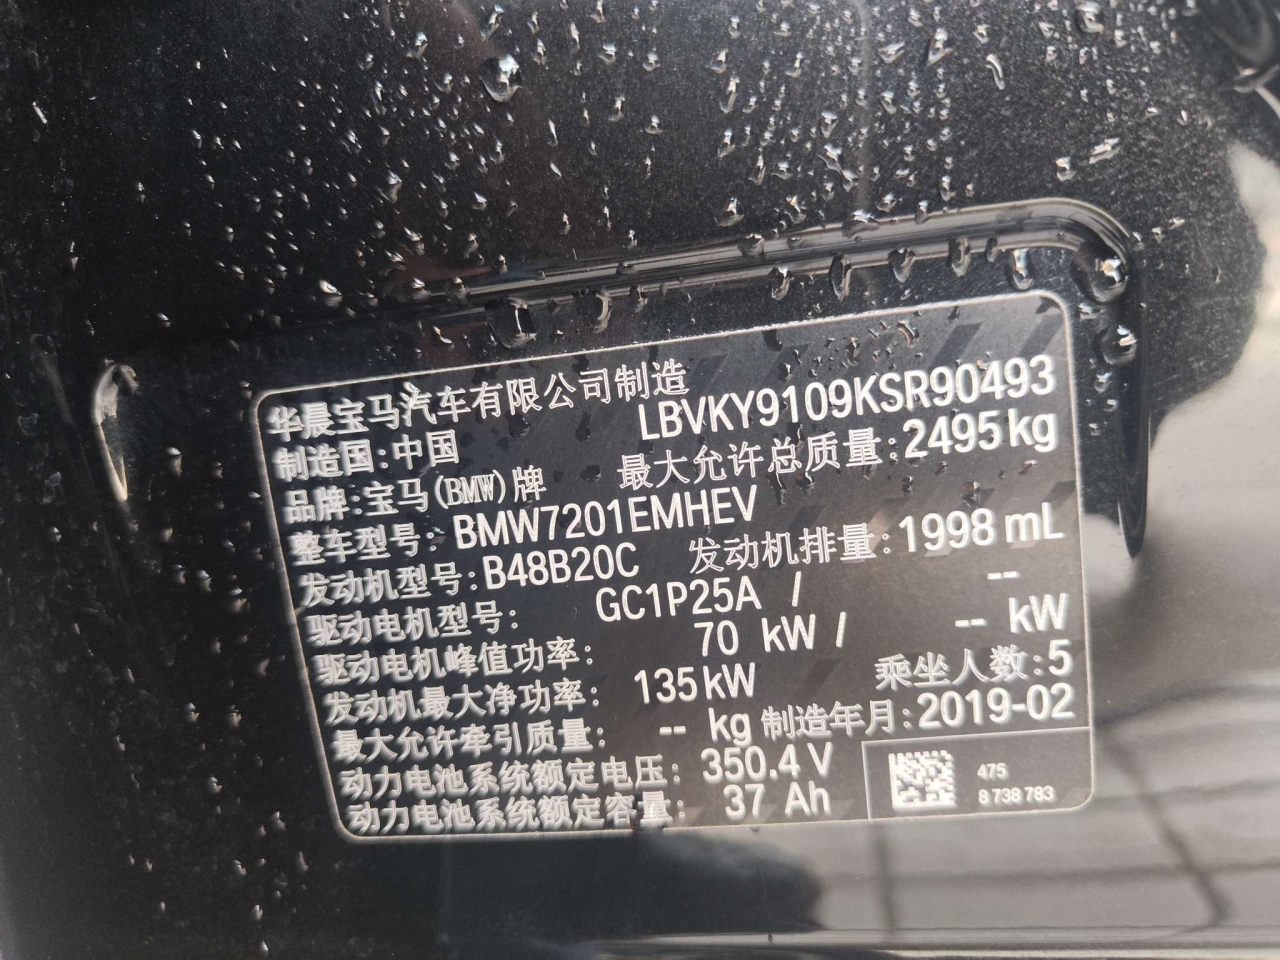 华晨宝马汽车有限公司制造
LBVKY9109KSR90493
制造国:中国
最大允许总质量:2495kg
品牌:宝马(BMW)牌
整车型号:BMW7201EMHEV
发动机型号:B48B20C 发动机排量:1998 mL
驱动电机型号: GC1P25A / --
驱动电机峰值功率: 70 kW / -- kW
发动机最大净功率: 135kW 乘坐人数:5
最大允许牵引质量: -- kg 制造年月:2019-02
动力电池系统额定电压: 350.4 V
动力电池系统额定容量: 37 Ah
475
8 738 783